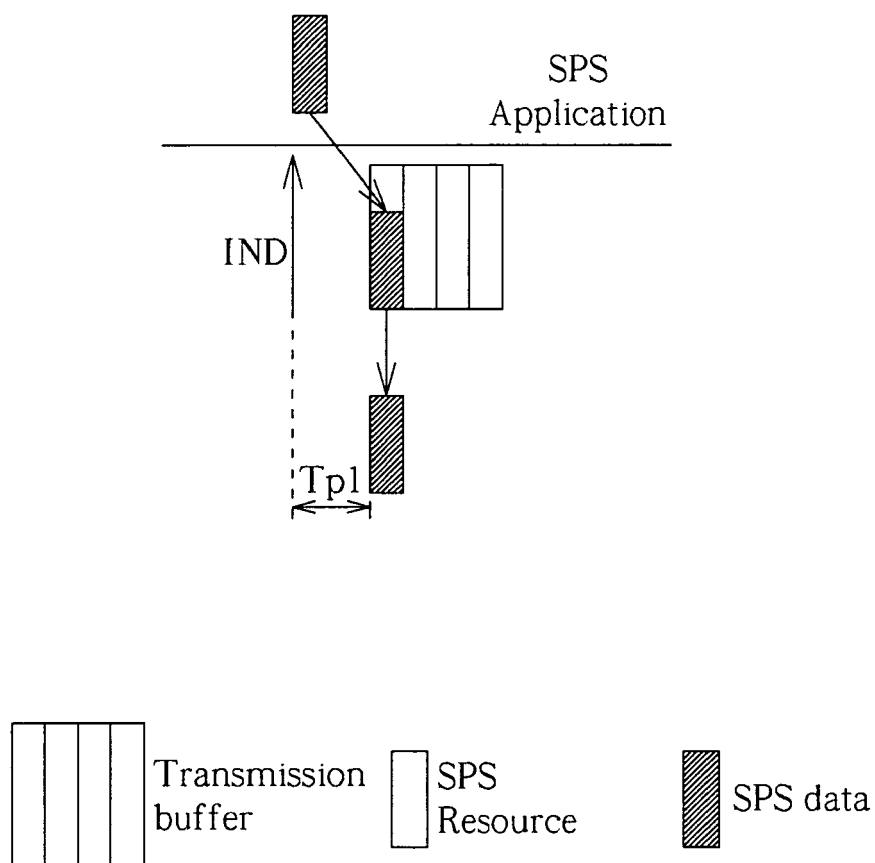 SPS
Application
IND
Tp1
Transmission
buffer
SPS
Resource
SPS data